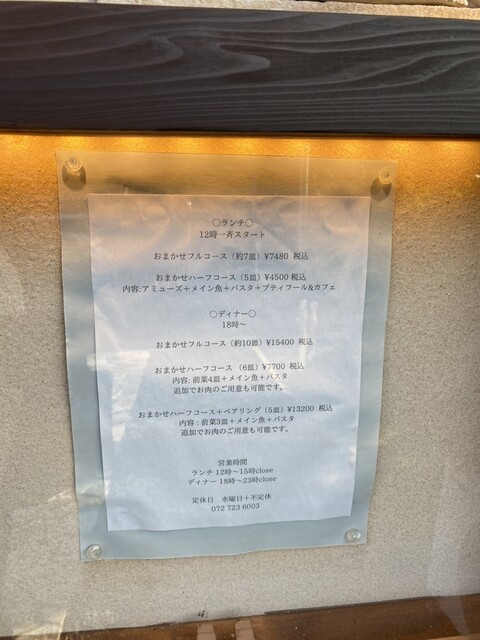 ○ランチ○
12時一斉スタート
おまかせフルコース（約7皿）¥7480 税込
おまかせハーフコース（5皿）¥4500 税込
内容:アミューズ＋メイン魚＋パスタ＋プティフール&カフェ
○ディナー○
18時〜
おまかせフルコース（約10皿）¥15400 税込
おまかせハーフコース （6皿）¥7700 税込
内容: 前菜4皿＋メイン魚＋パスタ
追加でお肉のご用意も可能です。
おまかせハーフコース＋ペアリング（5皿）¥13200 税込
内容：前菜3皿＋メイン魚＋パスタ
追加でお肉のご用意も可能です。
営業時間
ランチ 12時〜15時close
ディナー 18時〜23時close
定休日 水曜日＋不定休
072 723 6003